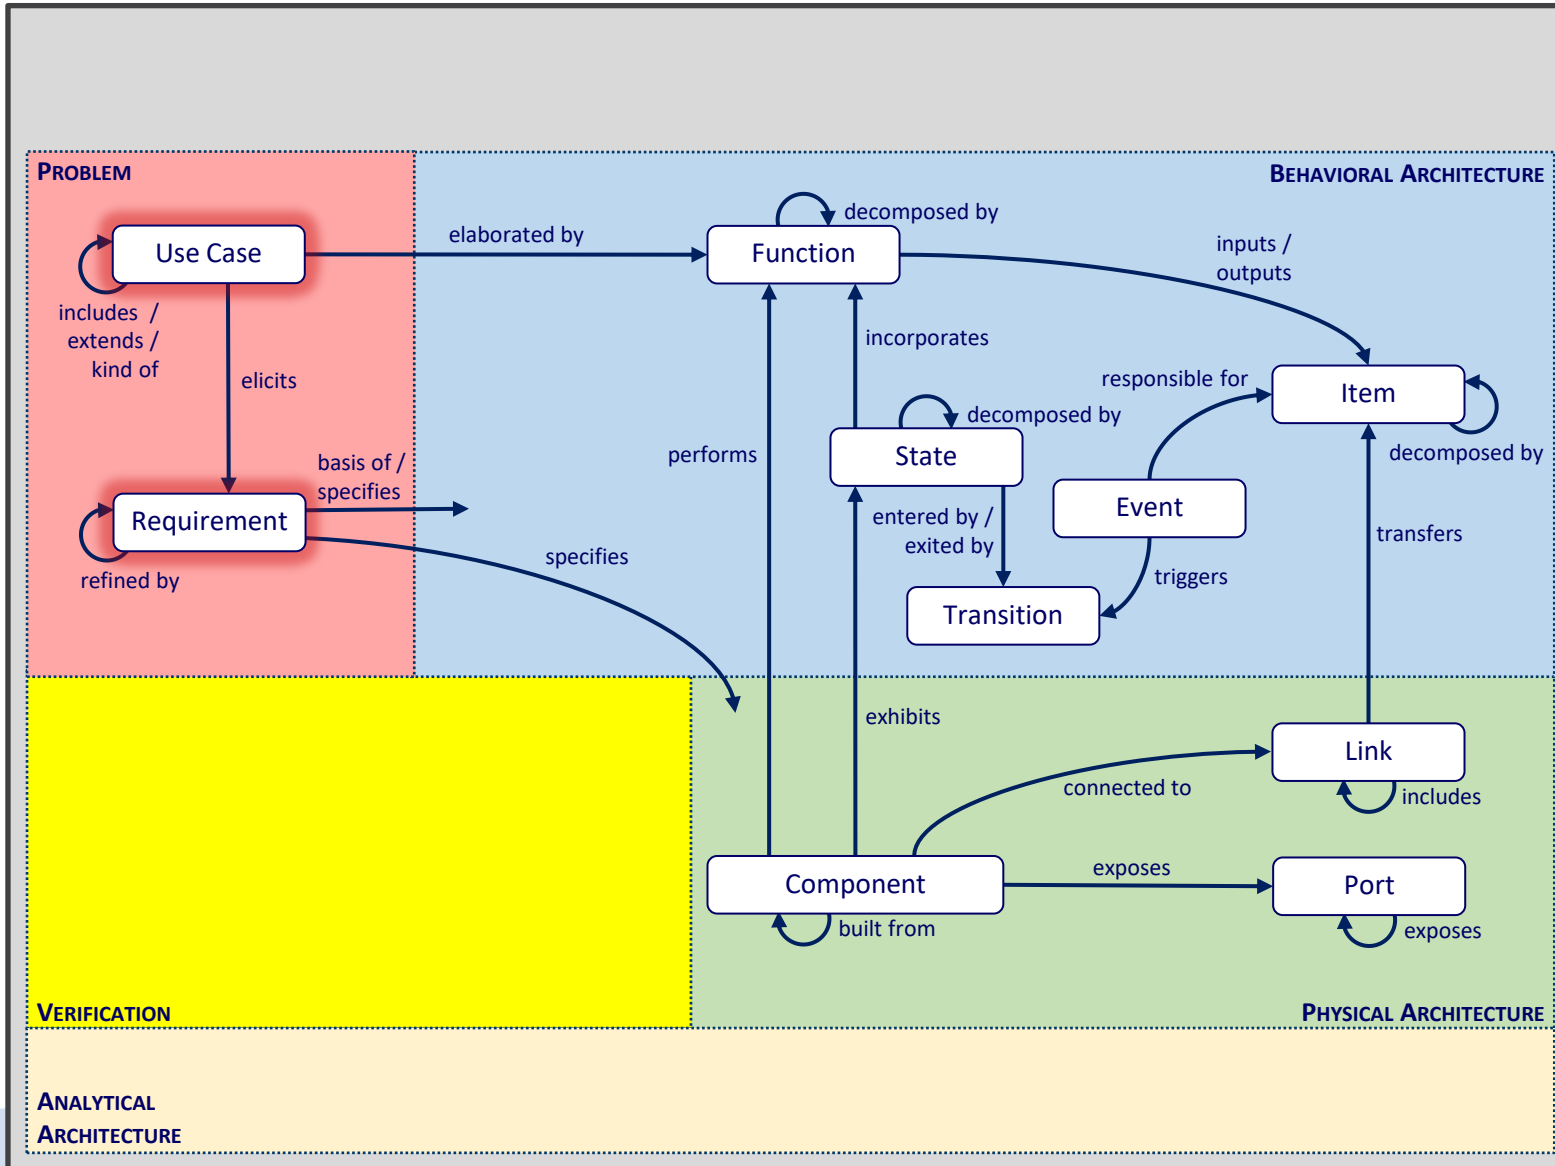 PROBLEM
BEHAVIORAL ARCHITECTURE
Use Case
elaborated by
Function
decomposed by
inputs /
outputs
includes /
extends /
kind of
elicits
incorporates
responsible for
Item
decomposed by
decomposed by
State
performs
basis of /
specifies
Requirement
refined by
specifies
entered by /
exited by
Event
triggers
Transition
transfers
exhibits
Link
includes
connected to
Component
built from
exposes
Port
exposes
VERIFICATION
PHYSICAL ARCHITECTURE
ANALYTICAL
ARCHITECTURE